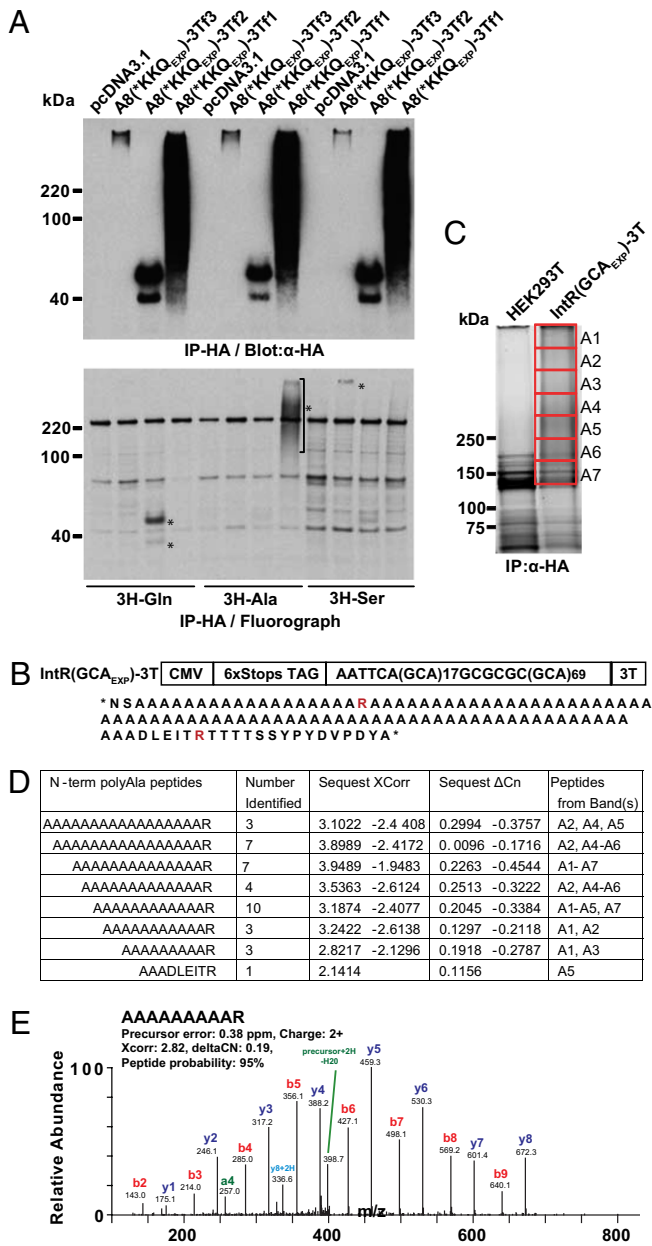 A
pcDNA3.1
A8(*KKQEXP)-3Tf3
A8(*KKQEXP)-3Tf2
A8(*KKQEXP)-3Tf1
pcDNA3.1
A8(*KKQEXP)-3Tf3
A8(*KKQEXP)-3Tf2
A8(*KKQEXP)-3Tf1
pcDNA3.1
A8(*KKQEXP)-3Tf3
A8(*KKQEXP)-3Tf2
A8(*KKQEXP)-3Tf1
kDa
220
100
40
IP-HA / Blot:α-HA
220
100
40
*
*
*
*
3H-Gln 3H-Ala 3H-Ser
IP-HA / Fluorograph
C
HEK293T
IntR(GCAEXP)-3T
kDa
250
150
100
75
A1
A2
A3
A4
A5
A6
A7
IP:α-HA
B
IntR(GCAEXP)-3T CMV 6xStops TAG AATTCA(GCA)17GCGCGC(GCA)69 3T
* N S A A A A A A A A A A A A A A A A A A A R A A A A A A A A A A A A A A A A A A A A A A A
A A A A A A A A A A A A A A A A A A A A A A A A A A A A A A A A A A A A A A A A A A A A
A A A D L E I T R T T T T S S Y P Y D V P D Y A *
D
N-term polyAla peptides Number Identified Sequest XCorr Sequest ΔCn Peptides from Band(s)
AAAAAAAAAAAAAAAAAR 3 3.1022 -2.4 408 0.2994 -0.3757 A2, A4, A5
AAAAAAAAAAAAAAAAR 7 3.8989 -2.4172 0. 0096 -0.1716 A2, A4-A6
AAAAAAAAAAAAAAR 7 3.9489 -1.9483 0.2263 -0.4544 A1- A7
AAAAAAAAAAAAAR 4 3.5363 -2.6124 0.2513 -0.3222 A2, A4-A6
AAAAAAAAAAAAR 10 3.1874 -2.4077 0.2045 -0.3384 A1-A5, A7
AAAAAAAAAAAR 3 3.2422 -2.6138 0.1297 -0.2118 A1, A2
AAAAAAAAAR 3 2.8217 -2.1296 0.1918 -0.2787 A1, A3
AAADLEITR 1 2.1414 0.1156 A5
E
AAAAAAAAAR
Precursor error: 0.38 ppm, Charge: 2+
Xcorr: 2.82, deltaCN: 0.19,
Peptide probability: 95%
Relative Abundance
100
0
b2
143.0
y1
175.1
b3
214.0
y2
246.1
a4
257.0
b4
285.0
y3
317.2
y8+2H
336.6
b5
356.1
y4
388.2
precursor+2H
-H20
398.7
b6
427.1
y5
459.3
b7
498.1
y6
530.3
b8
569.2
y7
601.4
b9
640.1
y8
672.3
m/z
200 400 600 800